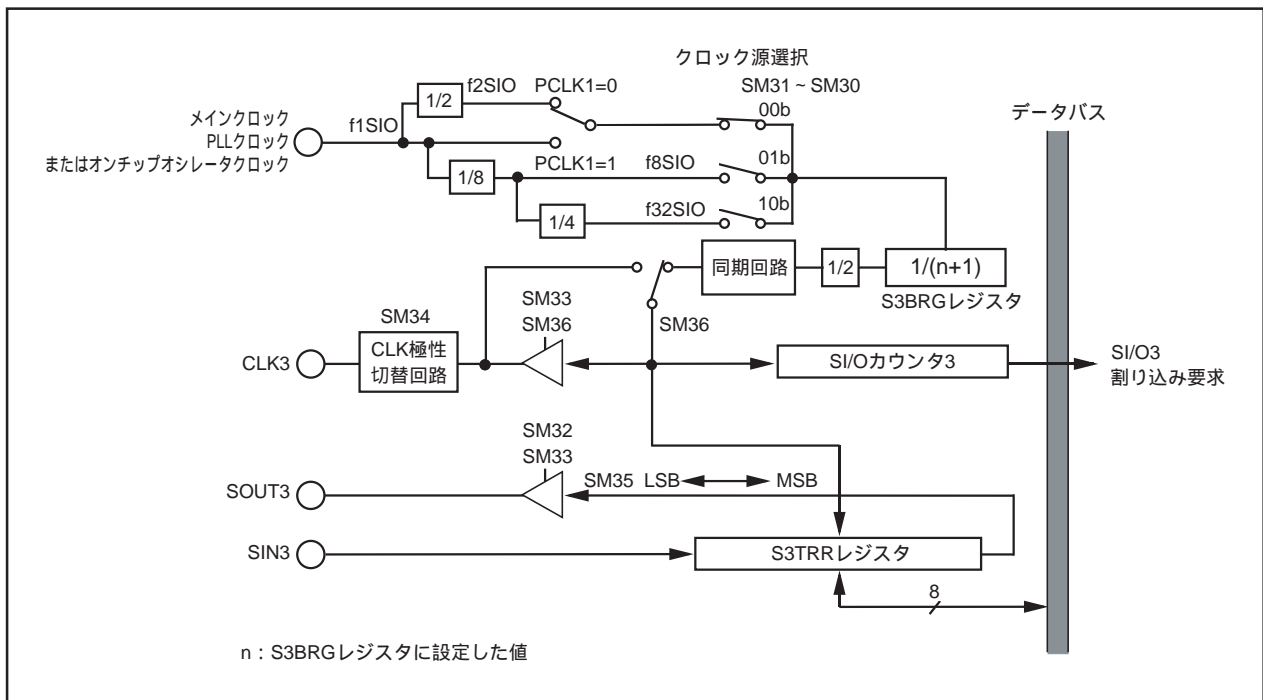 クロック源選択
SM31 ~ SM30
データバス
メインクロック
PLLクロック
またはオンチップオシレータクロック
f1SIO
1/2
f2SIO
PCLK1=0
00b
PCLK1=1
1/8
f8SIO
01b
1/4
f32SIO
10b
同期回路
1/2
1/(n+1)
S3BRGレジスタ
SM36
SM33
SM36
SM34
CLK3
CLK極性
切替回路
SI/Oカウンタ3
SI/O3
割り込み要求
SM32
SM33
SOUT3
SM35 LSB
MSB
SIN3
S3TRRレジスタ
8
n : S3BRGレジスタに設定した値